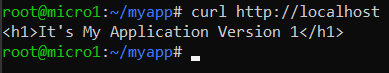 root@micro1:~/myapp# curl http://localhost
<h1>It's My Application Version 1</h1>
root@micro1:~/myapp#